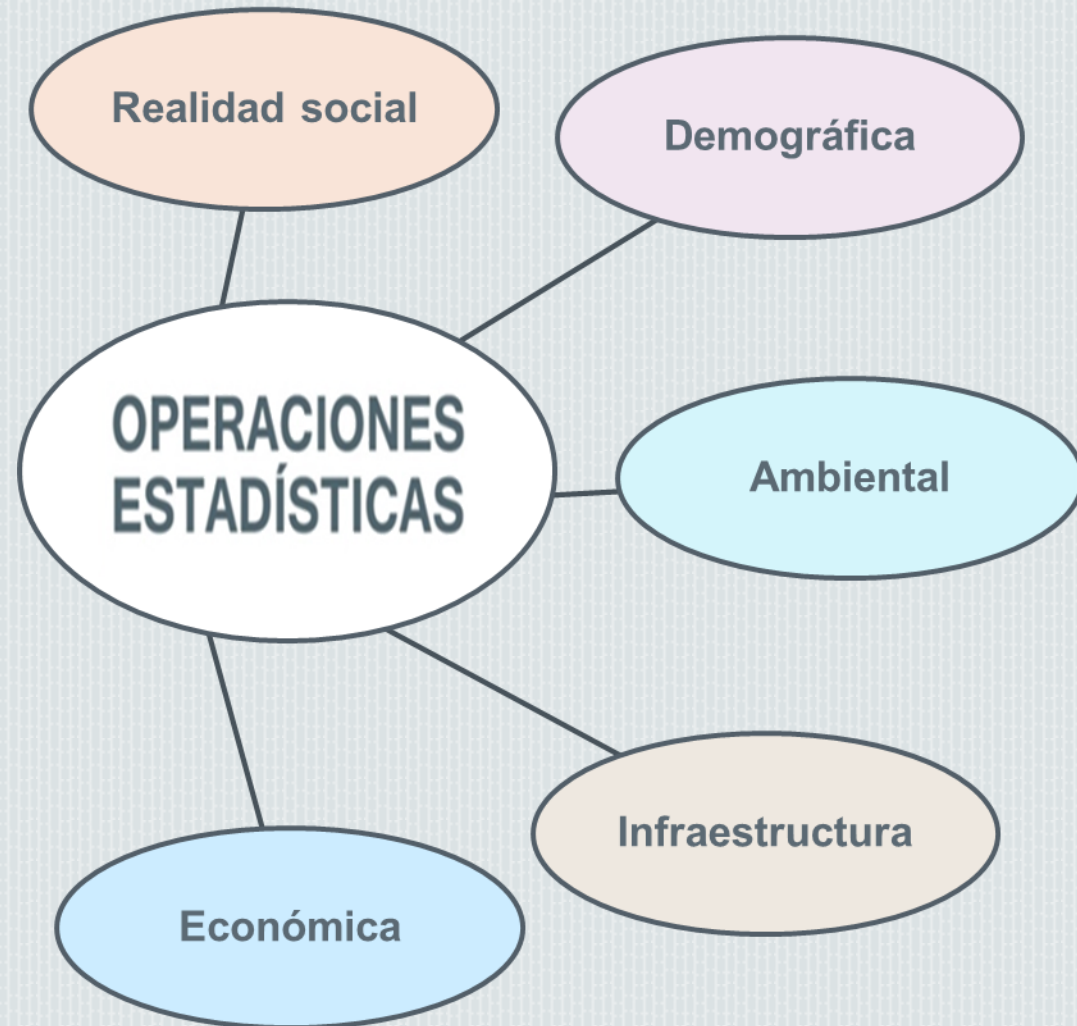 Realidad social
Demográfica
OPERACIONES
ESTADÍSTICAS
Ambiental
Infraestructura
Económica